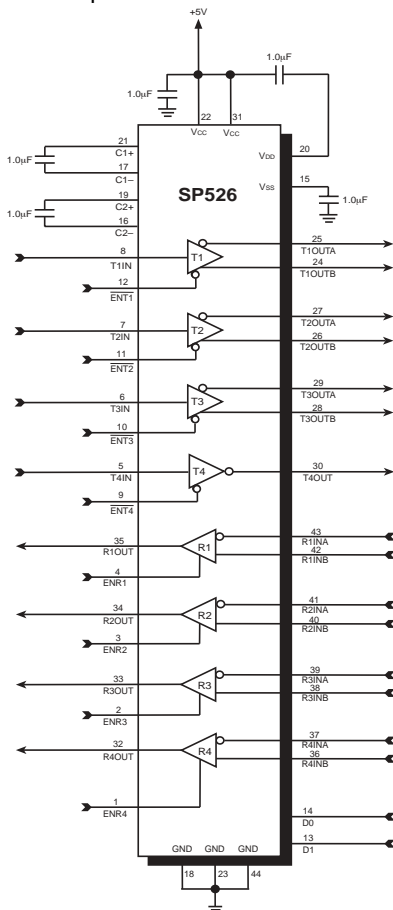 +5V
1.0µF
1.0µF
22
31
VCC
VCC
21
C1+
1.0µF
17
C1–
19
C2+
1.0µF
16
C2–
SP526
VDD
20
VSS
15
1.0µF
8
T1IN
T1
25
T1OUTA
24
T1OUTB
12
ENT1
7
T2IN
T2
27
T2OUTA
26
T2OUTB
11
ENT2
6
T3IN
T3
29
T3OUTA
28
T3OUTB
10
ENT3
5
T4IN
T4
30
T4OUT
9
ENT4
35
R1OUT
R1
43
R1INA
42
R1INB
4
ENR1
34
R2OUT
R2
41
R2INA
40
R2INB
3
ENR2
33
R3OUT
R3
39
R3INA
38
R3INB
2
ENR3
32
R4OUT
R4
37
R4INA
36
R4INB
1
ENR4
14
D0
13
D1
GND GND GND
18 23 44